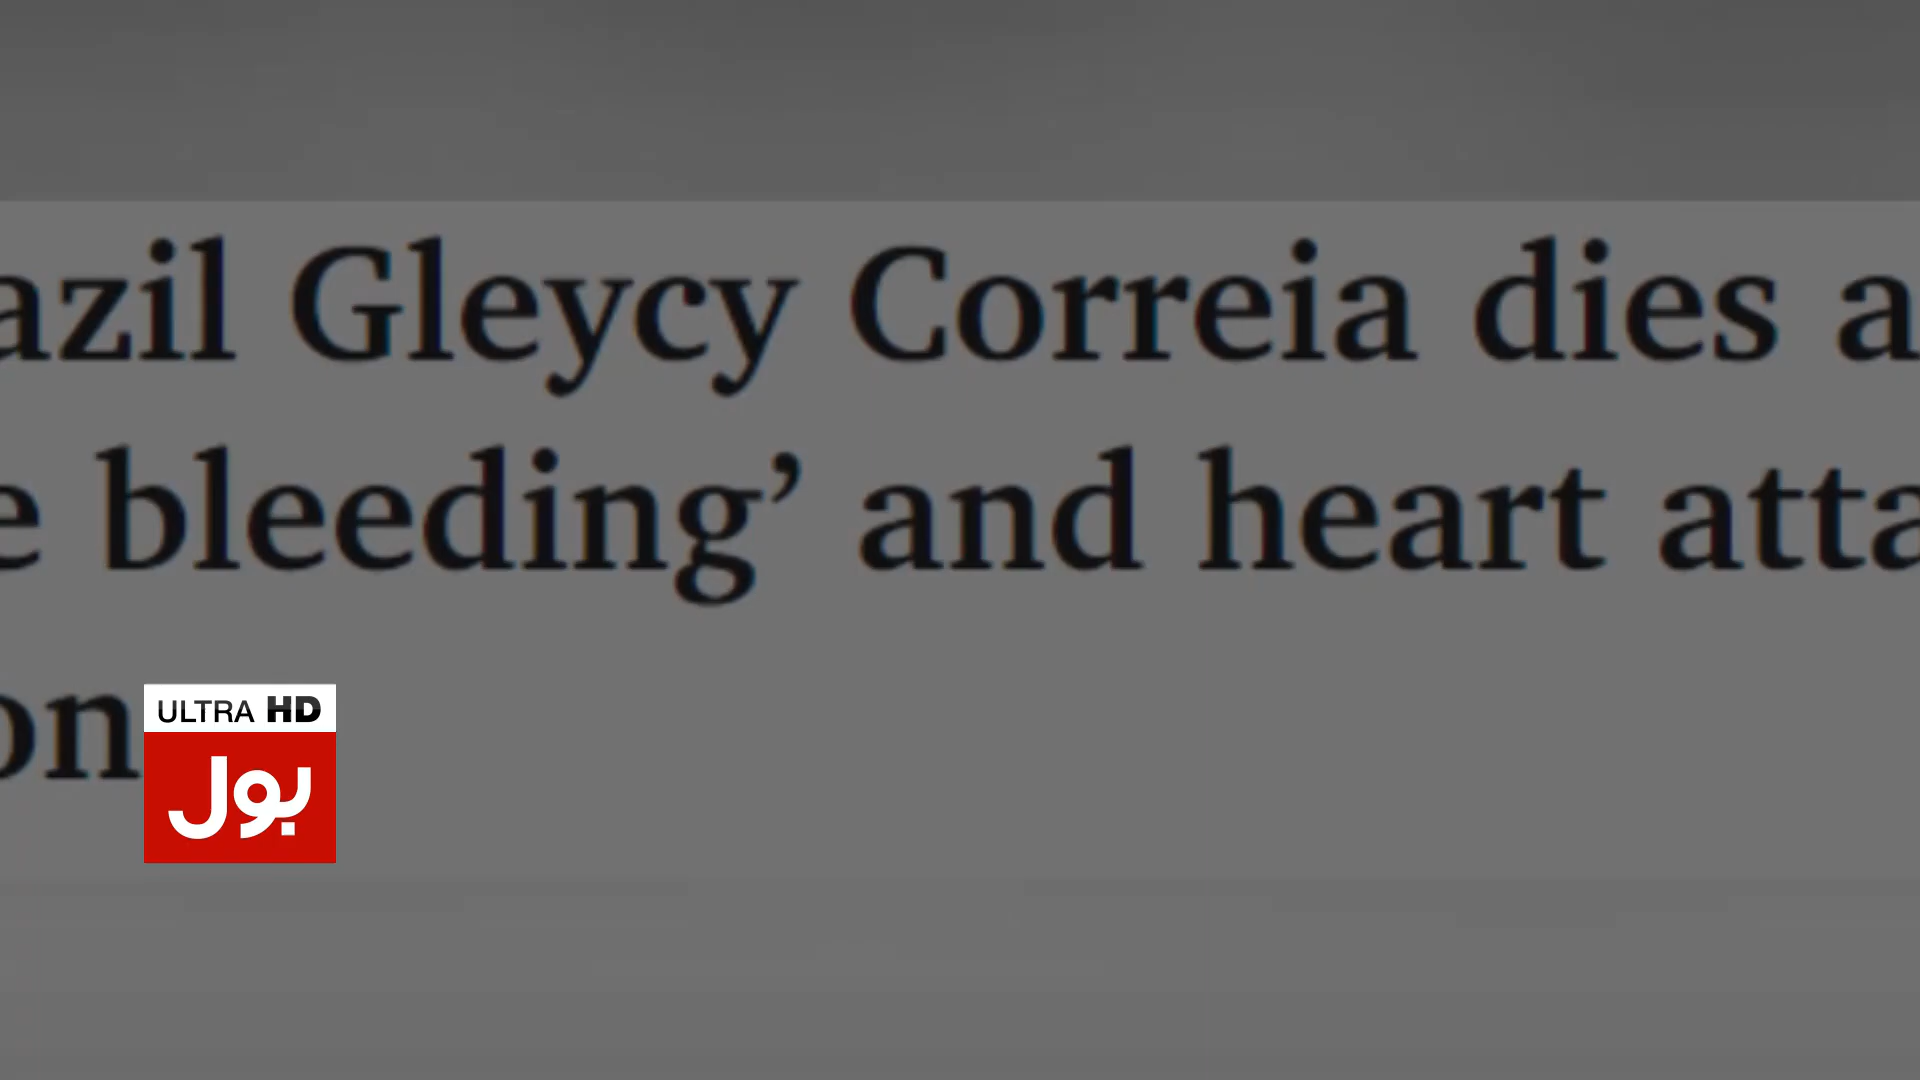 azil Gleycy Correia dies a
e bleeding’ and heart atta
on
ULTRA HD
بول